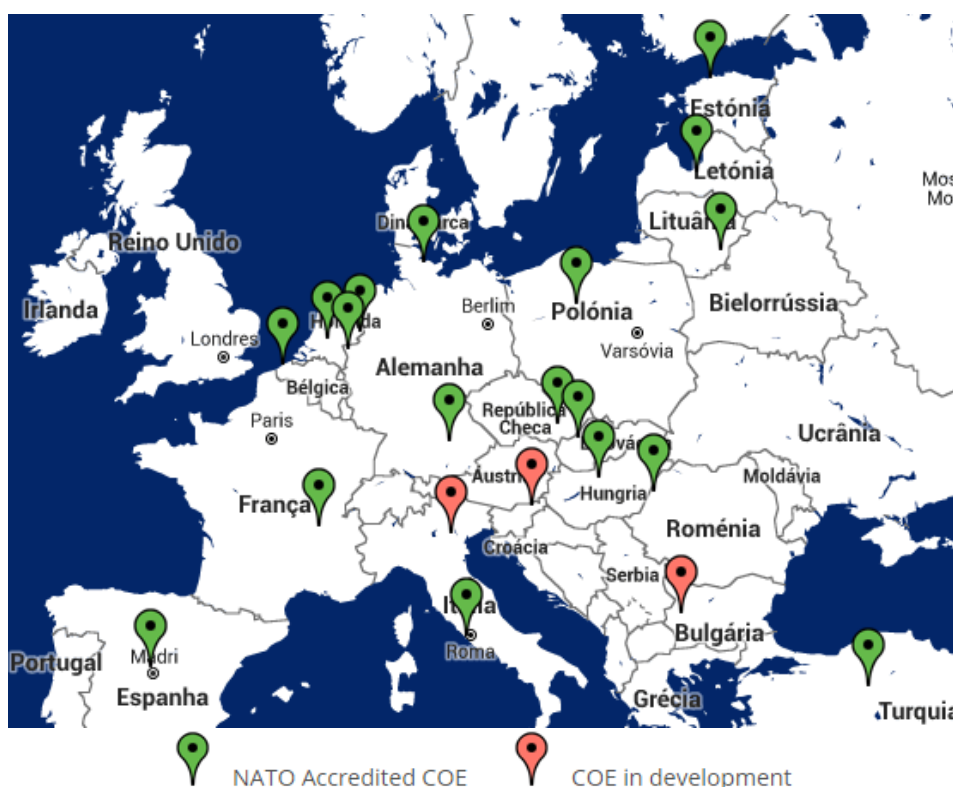 Estónia
Letónia
Mos
Mo
Lituânia
Reino Unido
Irlanda
Bielorrússia
Londres
Berlim
Polónia
Varsóvia
Alemanha
Bélgica
Paris
República
Checa
Ucrânia
França
Áustria
Hungria
Moldávia
Croácia
Serbia
Roménia
Itália
Roma
Bulgária
Portugal
Madri
Espanha
Grécia
Turquia
NATO Accredited COE
COE in development